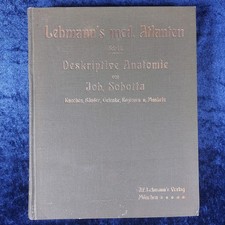 Lehmann's med. Atlanten
Deskriptive Anatomie
von
Joh. Sobotta
Knochen, Bänder, Gelenke, Regionen u. Muskeln
J.F. Lehmann's Verlag
München